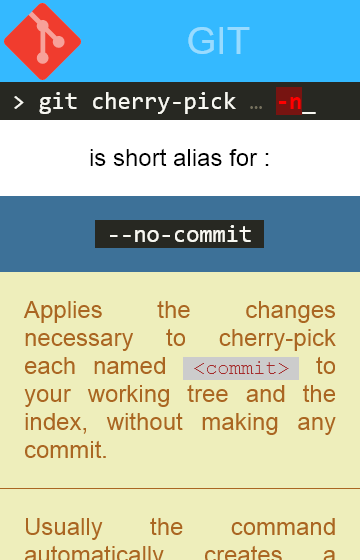 GIT
> git cherry-pick … -n_
is short alias for :
--no-commit
Applies the changes
necessary to cherry-pick
each named <commit> to
your working tree and the
index, without making any
commit.
Usually the command
automatically creates a